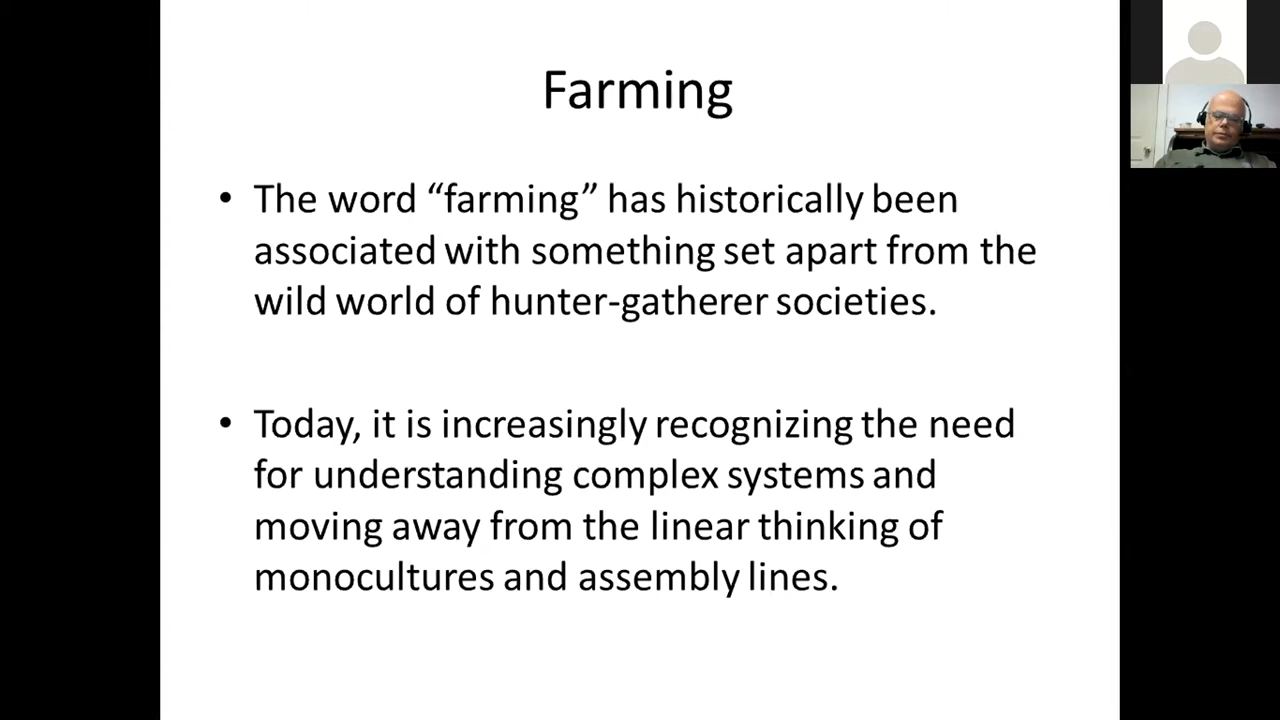 Farming
• The word “farming” has historically been
associated with something set apart from the
wild world of hunter-gatherer societies.
• Today, it is increasingly recognizing the need
for understanding complex systems and
moving away from the linear thinking of
monocultures and assembly lines.